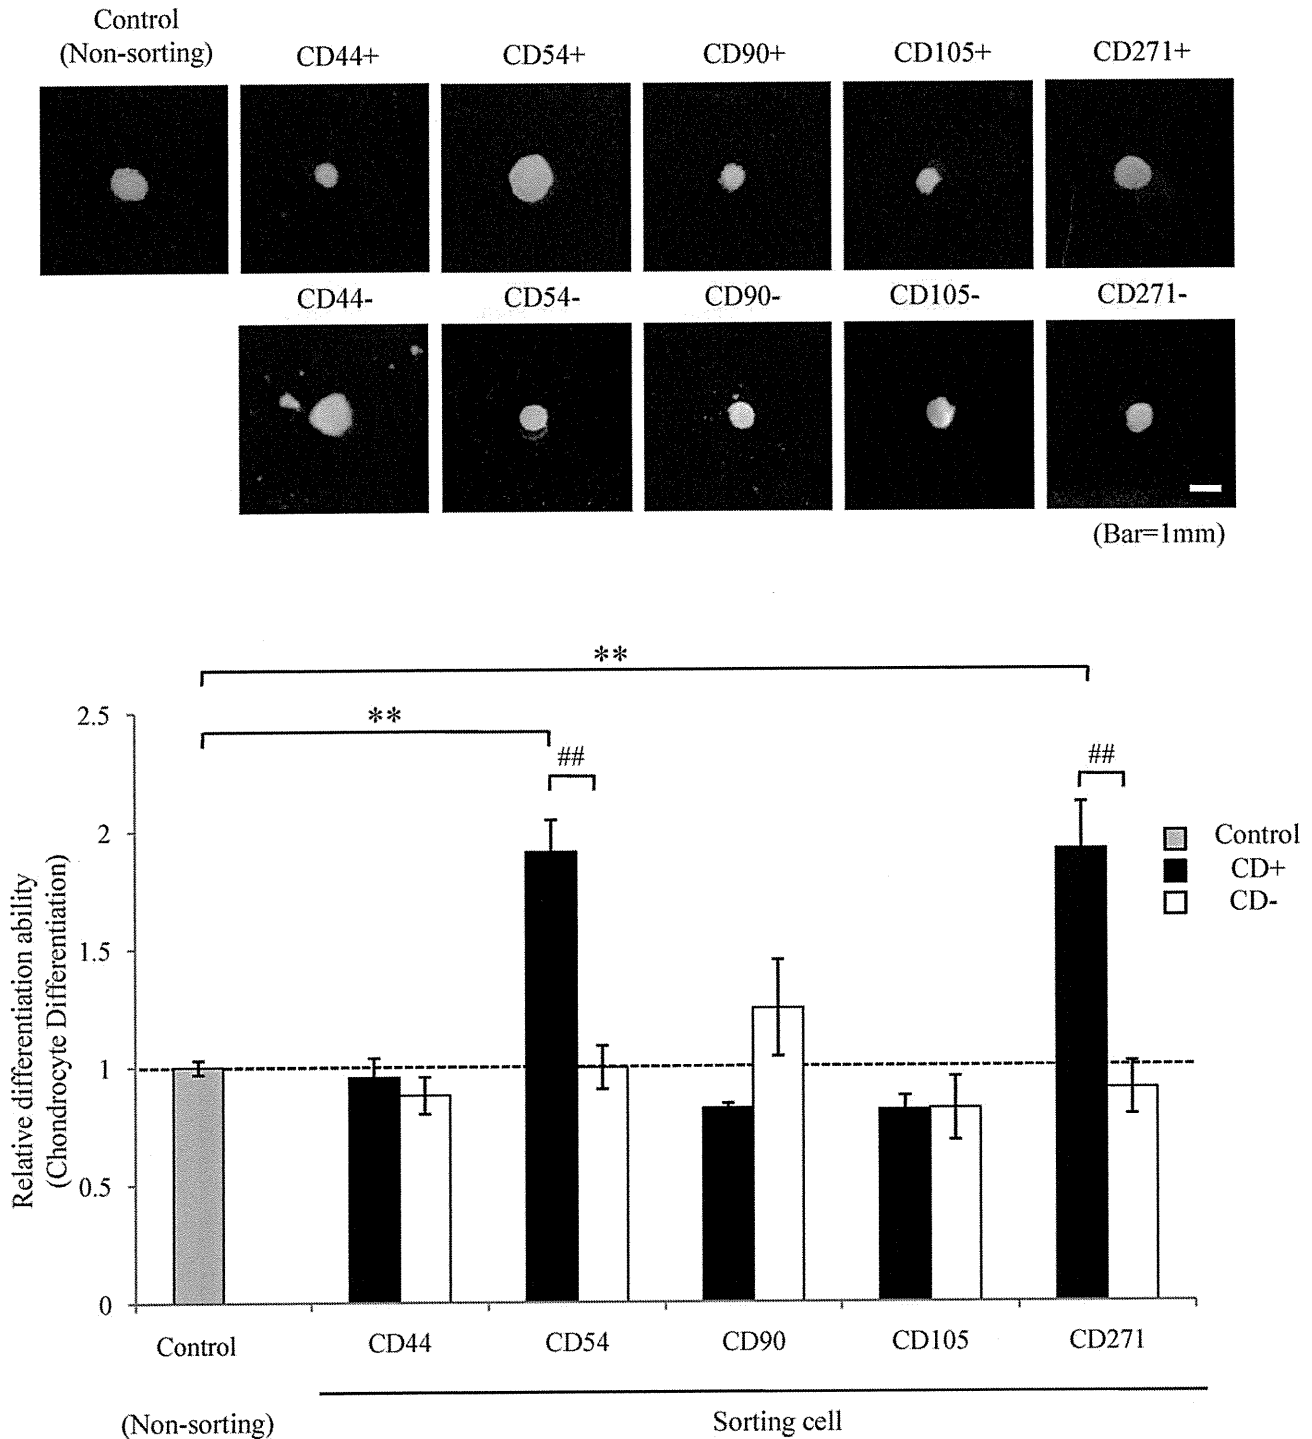 Control
(Non-sorting)
CD44+
CD54+
CD90+
CD105+
CD271+
CD44-
CD54-
CD90-
CD105-
CD271-
(Bar=1mm)
**
**
##
##
2.5
2
1.5
1
0.5
0
Relative differentiation ability
(Chondrocyte Differentiation)
Control
CD+
CD-
Control
CD44
CD54
CD90
CD105
CD271
(Non-sorting)
Sorting cell